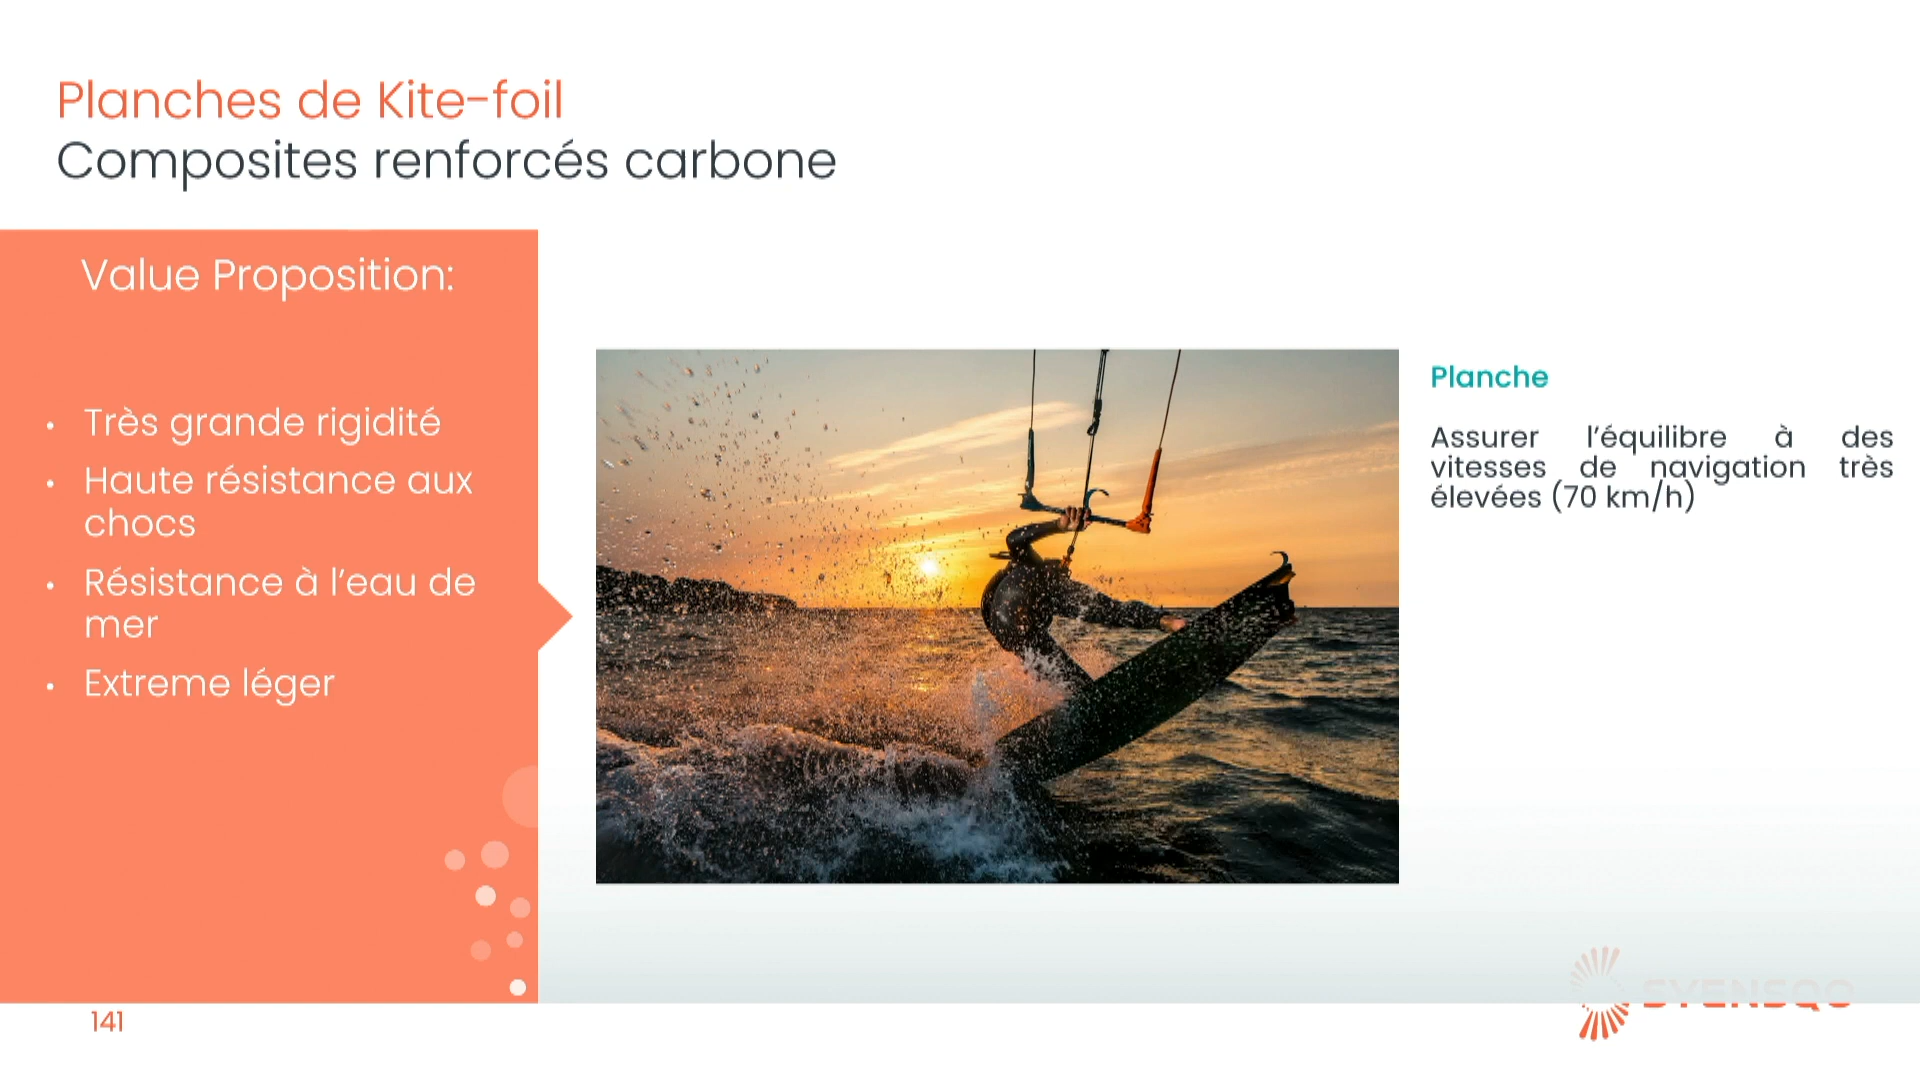 Planches de Kite-foil
Composites renforcés carbone
Value Proposition:
• Très grande rigidité
• Haute résistance aux
chocs
• Résistance à l'eau de
mer
• Extreme léger
Planche
Assurer l'équilibre à des
vitesses de navigation très
élevées (70 km/h)
141
SYENSQO